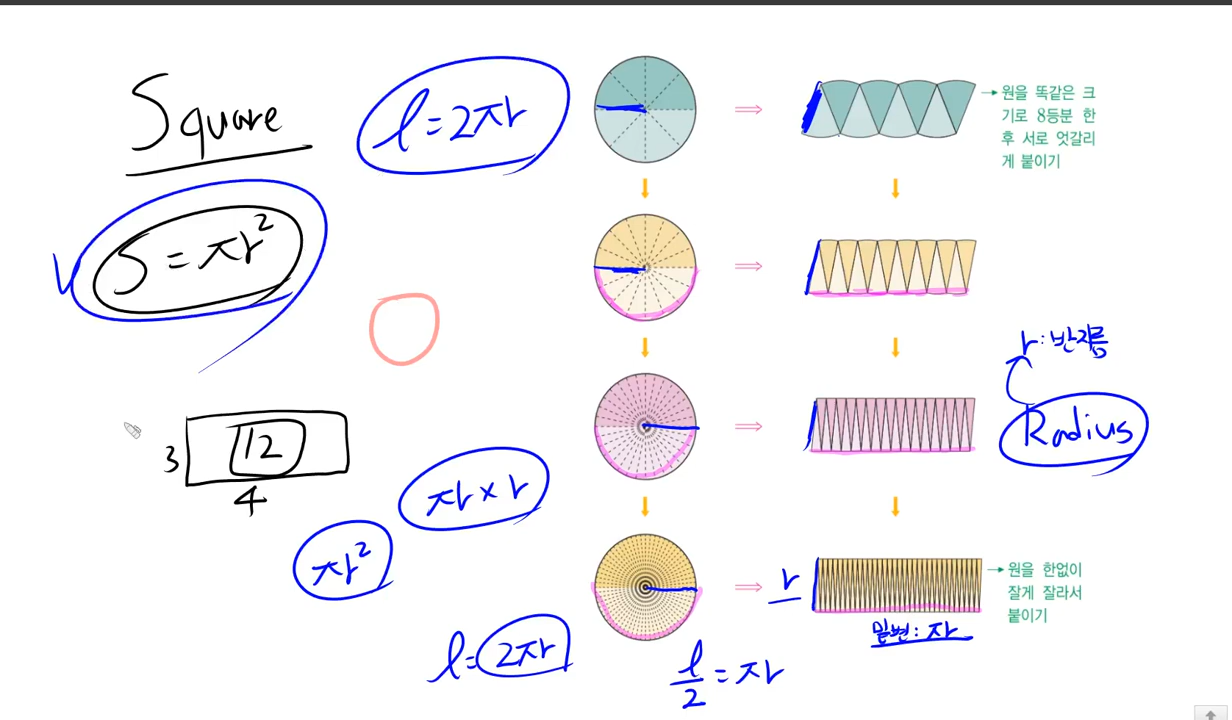 Square
l = 2πr
S = πr²
3
12
4
πr × r
πr²
l = 2πr
l/2 = πr
→ 원을 똑같은 크
기로 8등분 한
후 서로 엇갈리
게 붙이기
r : 반지름
Radius
r
밑변 : πr
→ 원을 한없이
잘게 잘라서
붙이기